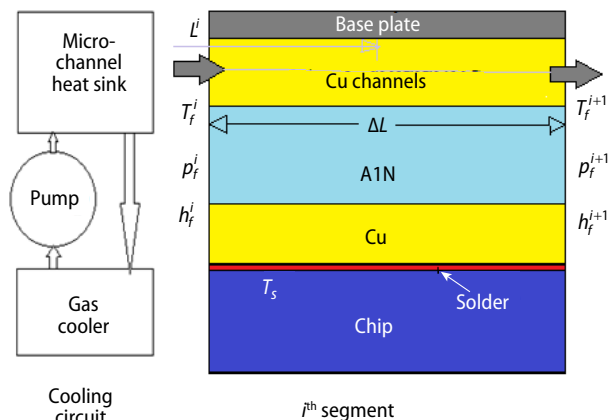 Micro-
channel
heat sink
Pump
Gas
cooler
Cooling
circuit
L^i
Base plate
Cu channels
T_f^i
T_f^{i+1}
ΔL
p_f^i
A1N
p_f^{i+1}
h_f^i
Cu
h_f^{i+1}
T_s
Solder
Chip
i^th segment